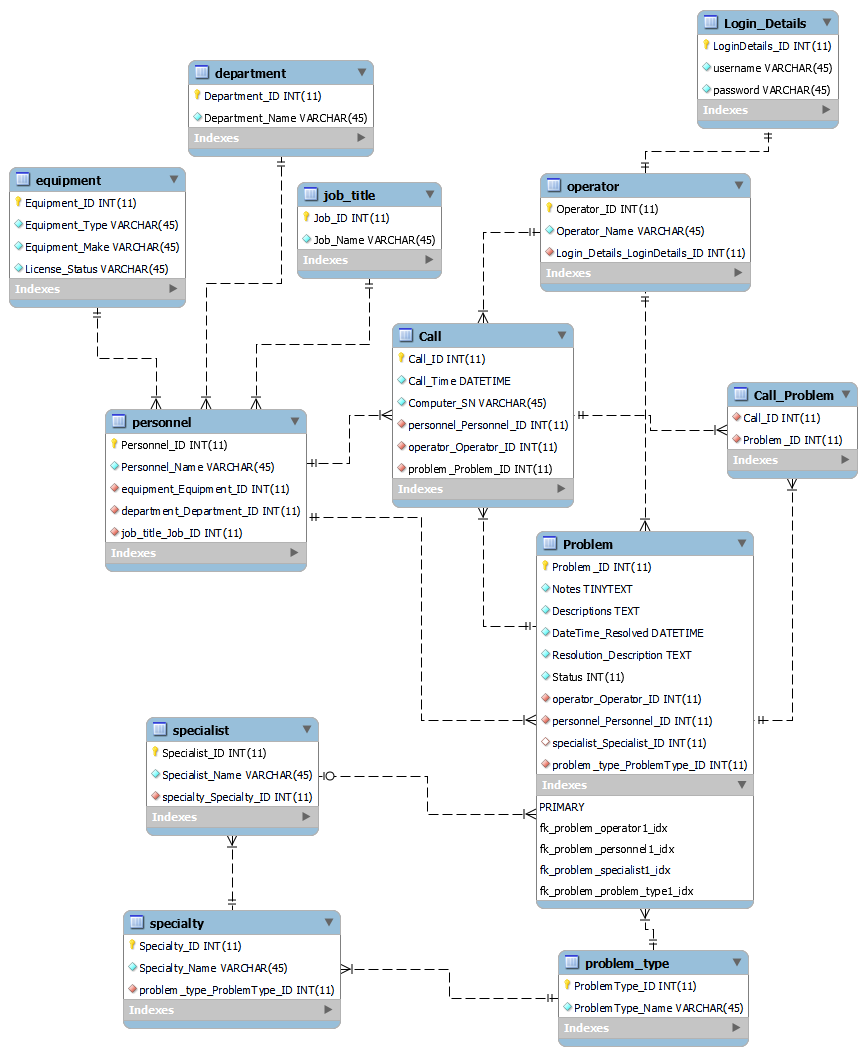 Login_Details
LoginDetails_ID INT(11)
username VARCHAR(45)
password VARCHAR(45)
Indexes
department
Department_ID INT(11)
Department_Name VARCHAR(45)
Indexes
equipment
Equipment_ID INT(11)
Equipment_Type VARCHAR(45)
Equipment_Make VARCHAR(45)
License_Status VARCHAR(45)
Indexes
job_title
Job_ID INT(11)
Job_Name VARCHAR(45)
Indexes
operator
Operator_ID INT(11)
Operator_Name VARCHAR(45)
Login_Details_LoginDetails_ID INT(11)
Indexes
Call
Call_ID INT(11)
Call_Time DATETIME
Computer_SN VARCHAR(45)
personnel_Personnel_ID INT(11)
operator_Operator_ID INT(11)
problem_Problem_ID INT(11)
Indexes
Call_Problem
Call_ID INT(11)
Problem_ID INT(11)
Indexes
personnel
Personnel_ID INT(11)
Personnel_Name VARCHAR(45)
equipment_Equipment_ID INT(11)
department_Department_ID INT(11)
job_title_Job_ID INT(11)
Indexes
Problem
Problem_ID INT(11)
Notes TINYTEXT
Descriptions TEXT
DateTime_Resolved DATETIME
Resolution_Description TEXT
Status INT(11)
operator_Operator_ID INT(11)
personnel_Personnel_ID INT(11)
specialist_Specialist_ID INT(11)
problem_type_ProblemType_ID INT(11)
Indexes
PRIMARY
fk_problem_operator1_idx
fk_problem_personnel1_idx
fk_problem_specialist1_idx
fk_problem_problem_type1_idx
specialist
Specialist_ID INT(11)
Specialist_Name VARCHAR(45)
specialty_Specialty_ID INT(11)
Indexes
specialty
Specialty_ID INT(11)
Specialty_Name VARCHAR(45)
problem_type_ProblemType_ID INT(11)
Indexes
problem_type
ProblemType_ID INT(11)
ProblemType_Name VARCHAR(45)
Indexes